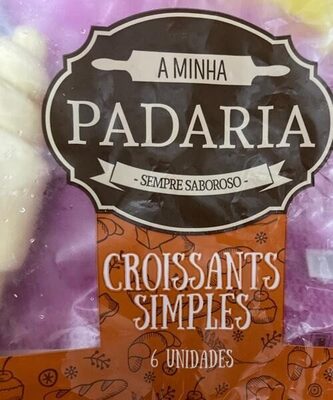 A MINHA
PADARIA
- SEMPRE SABOROSO -
CROISSANTS
SIMPLES
6 UNIDADES